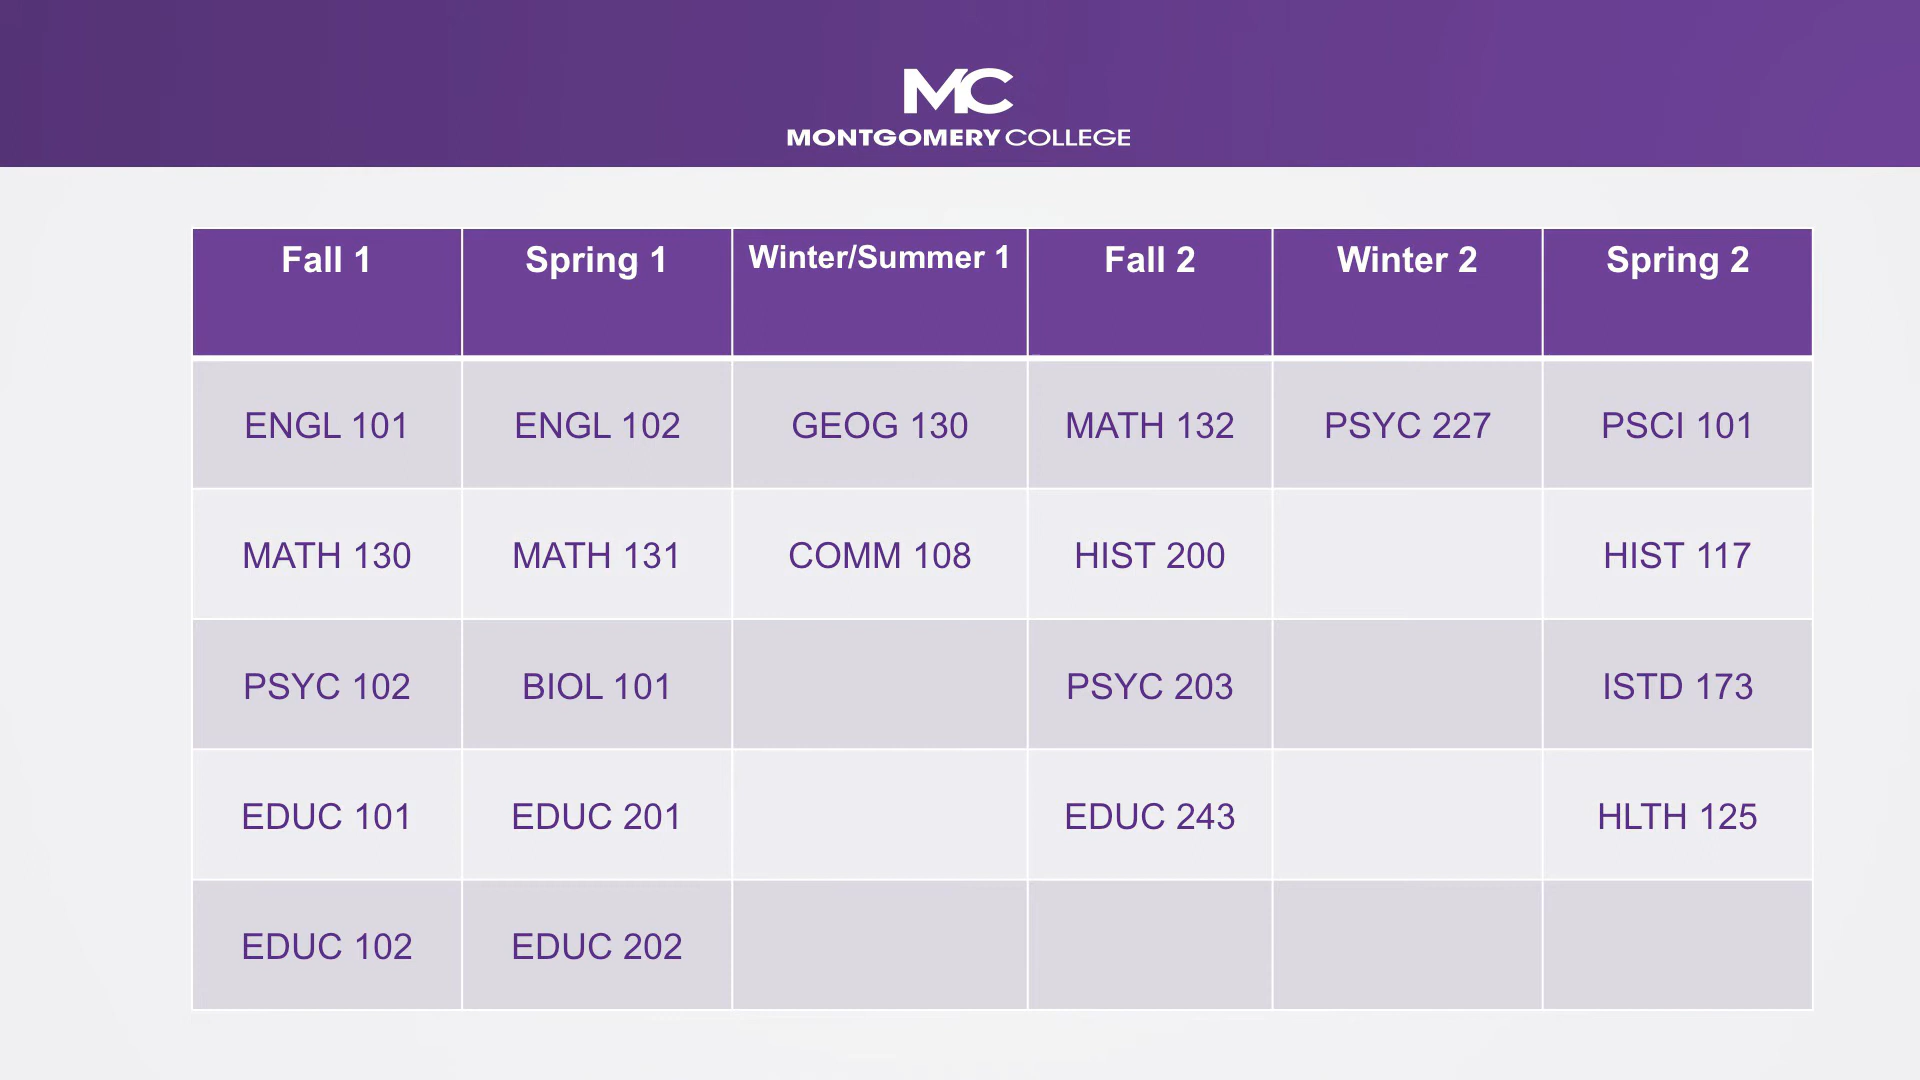 MC
MONTGOMERY COLLEGE
Fall 1 Spring 1 Winter/Summer 1 Fall 2 Winter 2 Spring 2
ENGL 101 ENGL 102 GEOG 130 MATH 132 PSYC 227 PSCI 101
MATH 130 MATH 131 COMM 108 HIST 200 HIST 117
PSYC 102 BIOL 101 PSYC 203 ISTD 173
EDUC 101 EDUC 201 EDUC 243 HLTH 125
EDUC 102 EDUC 202